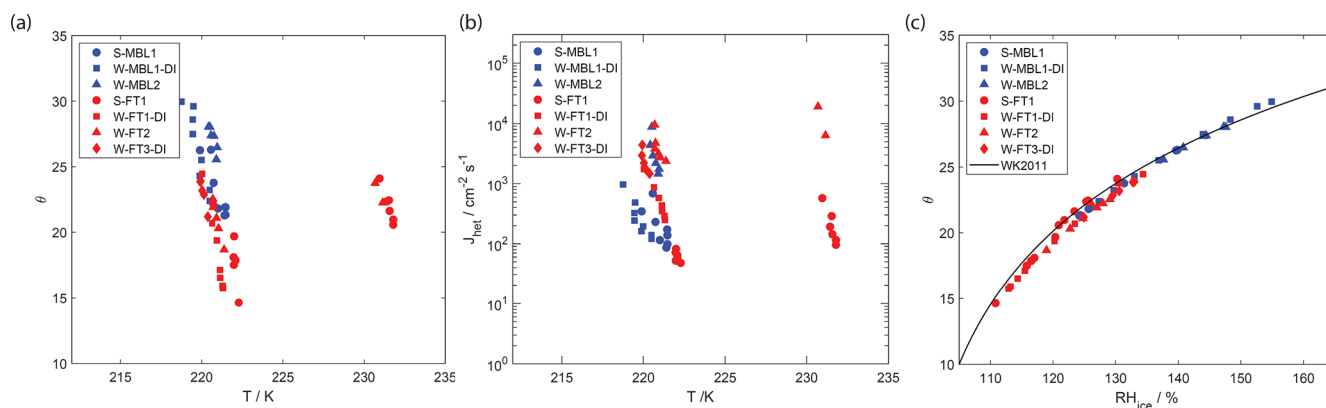 (a)
35
30
25
20
15
10
θ
S-MBL1
W-MBL1-DI
W-MBL2
S-FT1
W-FT1-DI
W-FT2
W-FT3-DI
215 220 225 230 235
T / K
(b)
10^5
10^4
10^3
10^2
10^1
10^0
J_het / cm^-2 s^-1
S-MBL1
W-MBL1-DI
W-MBL2
S-FT1
W-FT1-DI
W-FT2
W-FT3-DI
215 220 225 230 235
T /K
(c)
35
30
25
20
15
10
θ
S-MBL1
W-MBL1-DI
W-MBL2
S-FT1
W-FT1-DI
W-FT2
W-FT3-DI
WK2011
110 120 130 140 150 160
RH_ice / %